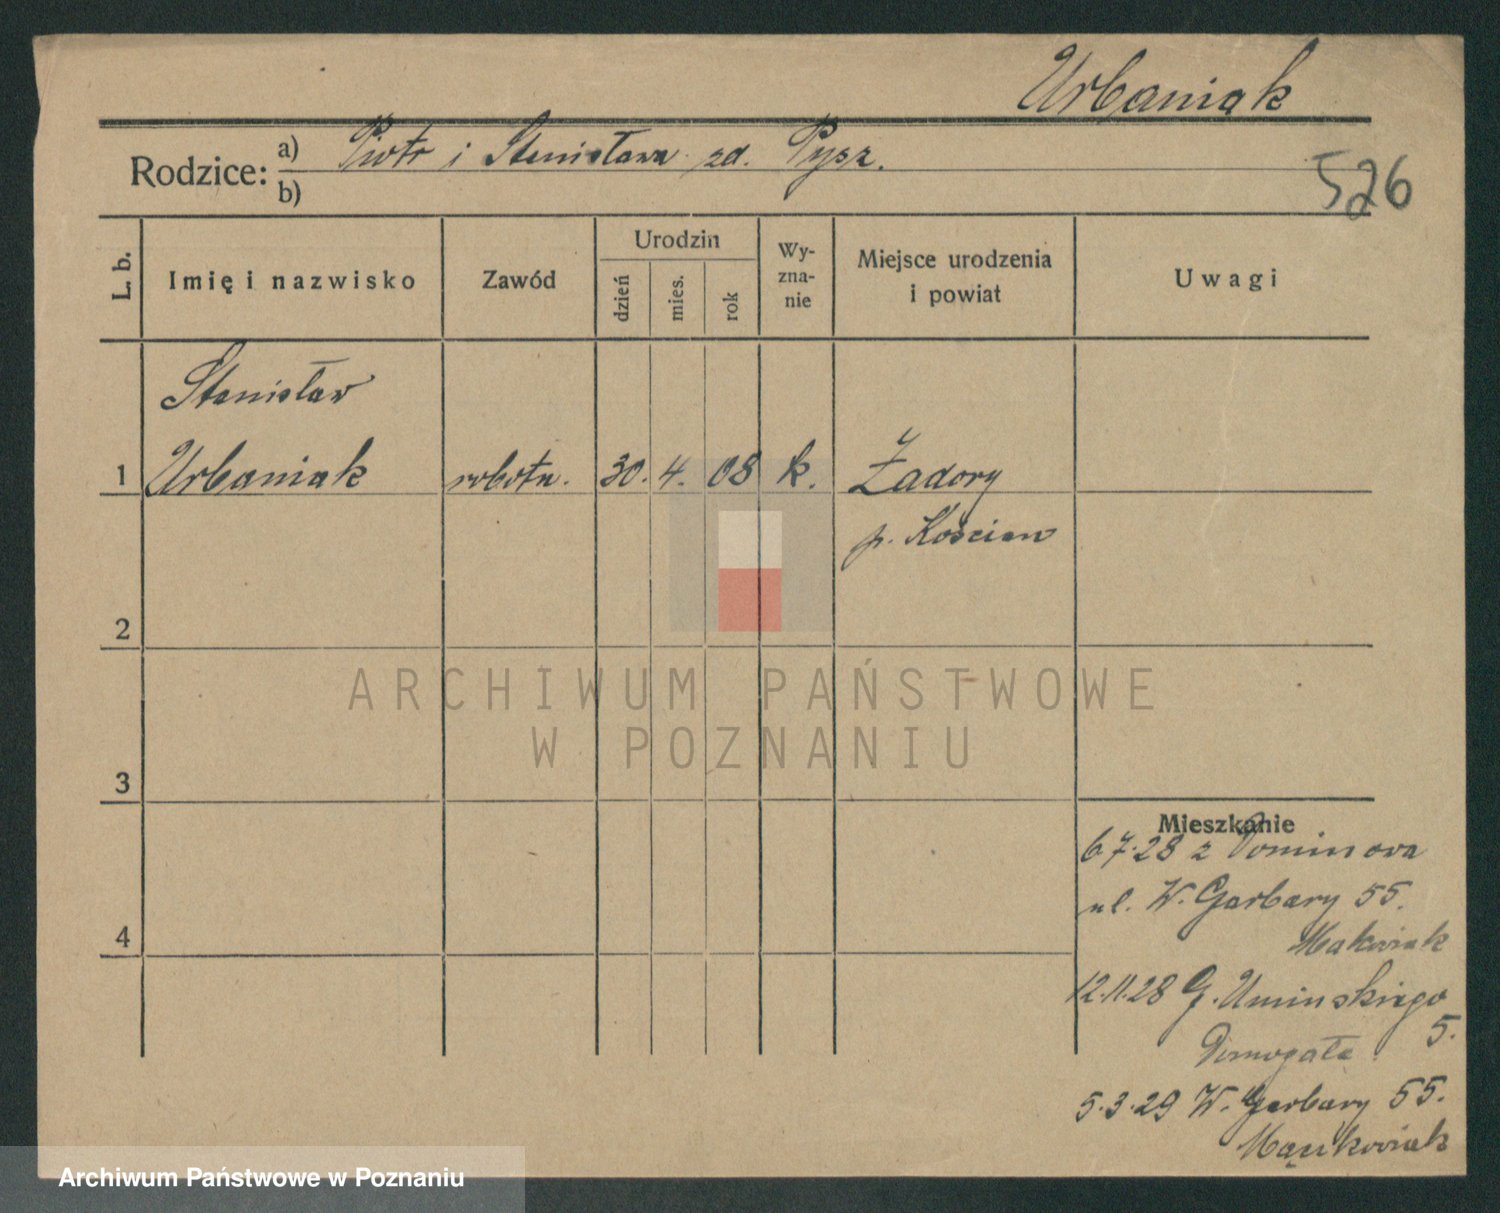 Urbaniak
Rodzice: a) Piotr i Stanisława zd. Pysz.
b)
526
L. b.
Imię i nazwisko
Zawód
Urodzin
dzień
mies.
rok
Wy-
zna-
nie
Miejsce urodzenia
i powiat
Uwagi
Stanisław
1 Urbaniak robotn. 30. 4. 08 k. Żadory
p. Kościan
2
ARCHIWUM PAŃSTWOWE
W POZNANIU
3
Mieszkanie
6.7.28 z Dominowa
ul. W. Garbary 55.
4
Makowiak
12.11.28 G. Umińskiego
5.
5.3.29 W. Garbary 55.
Archiwum Państwowe w Poznaniu